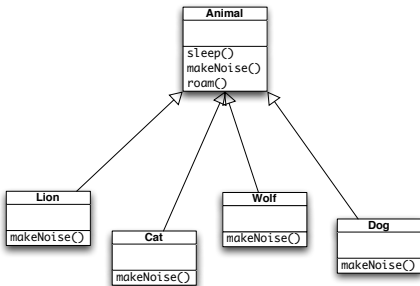 Animal
sleep()
makeNoise()
roam()
Lion
makeNoise()
Cat
makeNoise()
Wolf
makeNoise()
Dog
makeNoise()